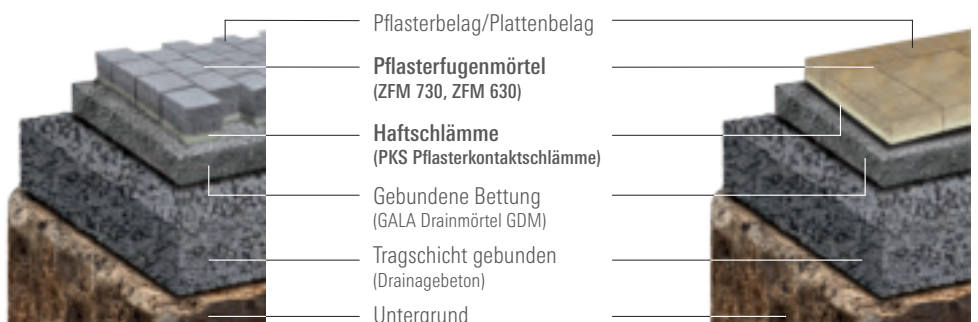 Pflasterbelag/Plattenbelag
Pflasterfugenmörtel
(ZFM 730, ZFM 630)
Haftschlämme
(PKS Pflasterkontaktschlämme)
Gebundene Bettung
(GALA Drainmörtel GDM)
Tragschicht gebunden
(Drainagebeton)
Untergrund